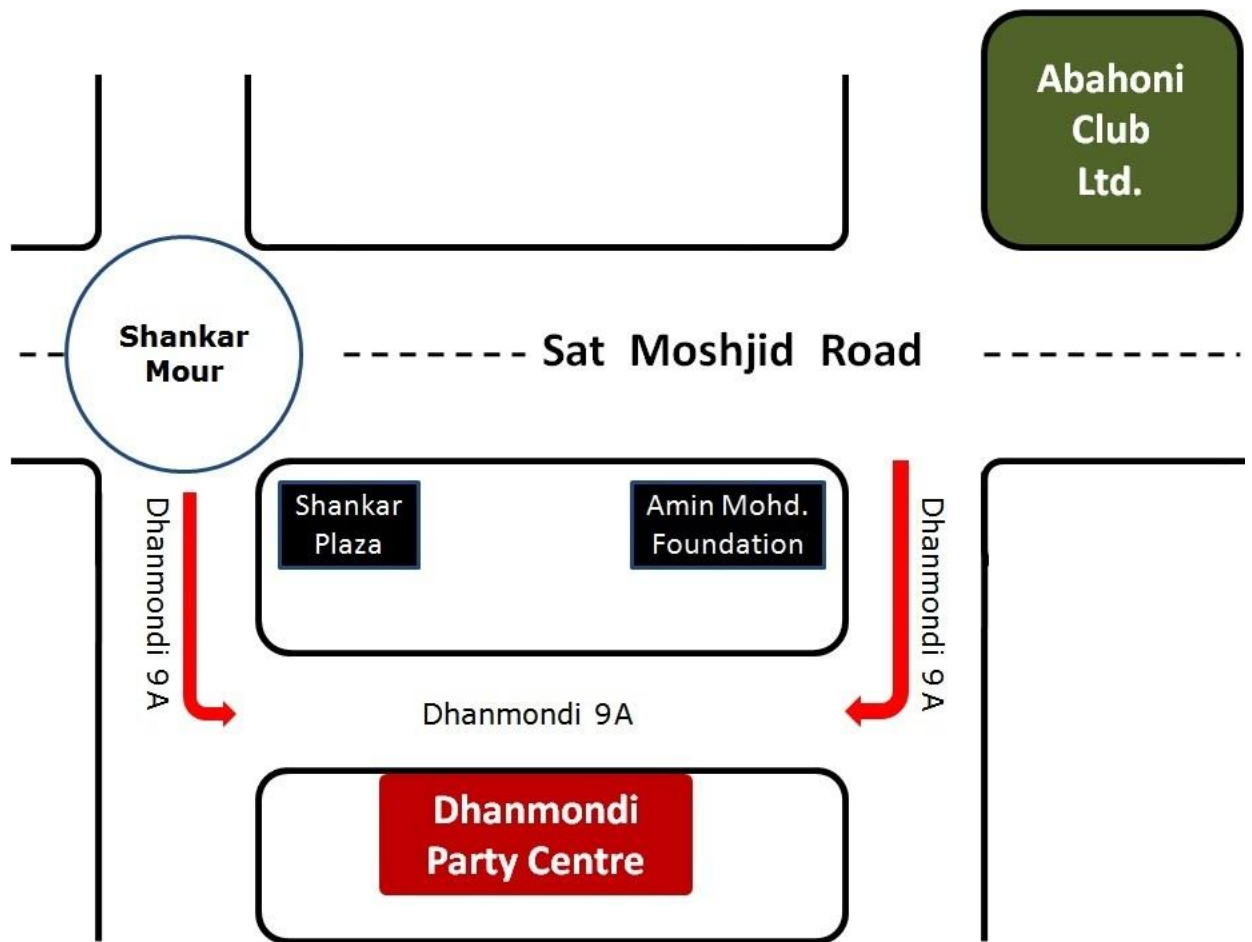 Abahoni
Club
Ltd.
Shankar
Mour
Sat Moshjid Road
Shankar
Plaza
Amin Mohd.
Foundation
Dhanmondi 9A
Dhanmondi 9A
Dhanmondi 9A
Dhanmondi
Party Centre